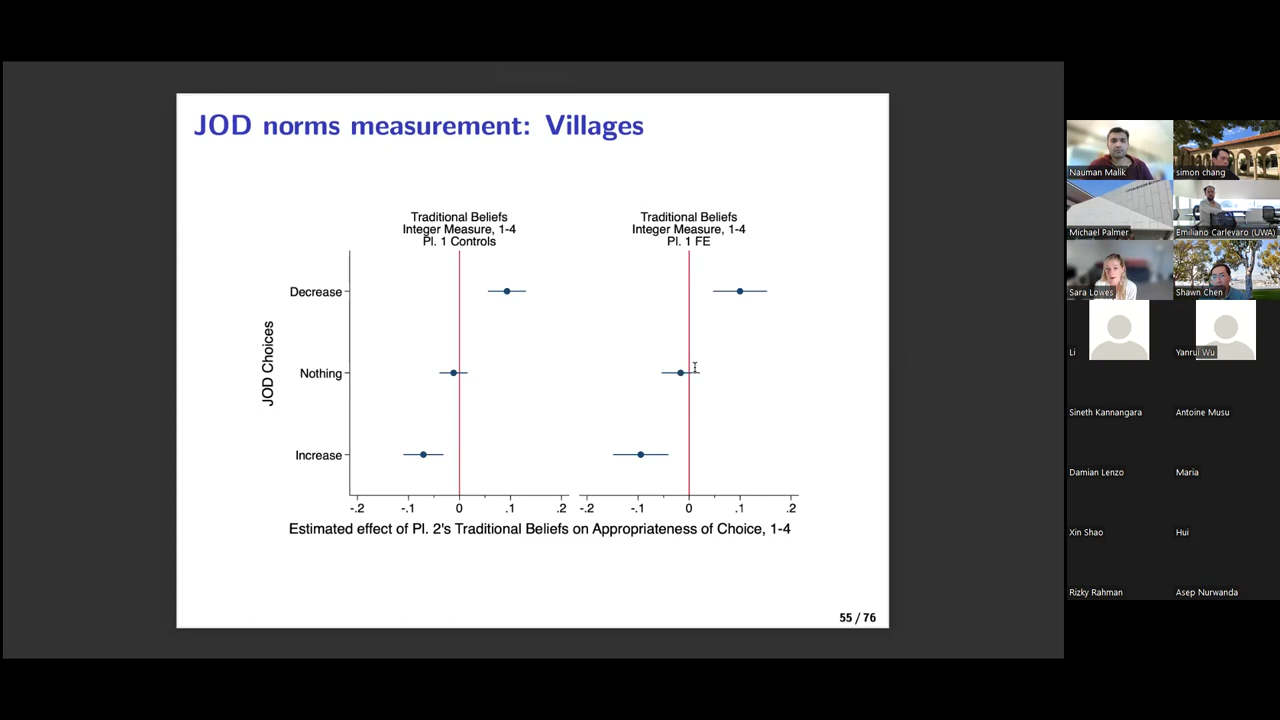 JOD norms measurement: Villages
Traditional Beliefs
Integer Measure, 1-4
Pl. 1 Controls
Traditional Beliefs
Integer Measure, 1-4
Pl. 1 FE
JOD Choices
Decrease
Nothing
Increase
-.2 -.1 0 .1 .2
-.2 -.1 0 .1 .2
Estimated effect of Pl. 2's Traditional Beliefs on Appropriateness of Choice, 1-4
55 / 76
Nauman Malik
simon chang
Michael Palmer
Emiliano Carlevaro (UWA)
Sara Lowes
Shawn Chen
Li
Yanrui Wu
Sineth Kannangara
Antoine Musu
Damian Lenzo
Maria
Xin Shao
Hui
Rizky Rahman
Asep Nurwanda